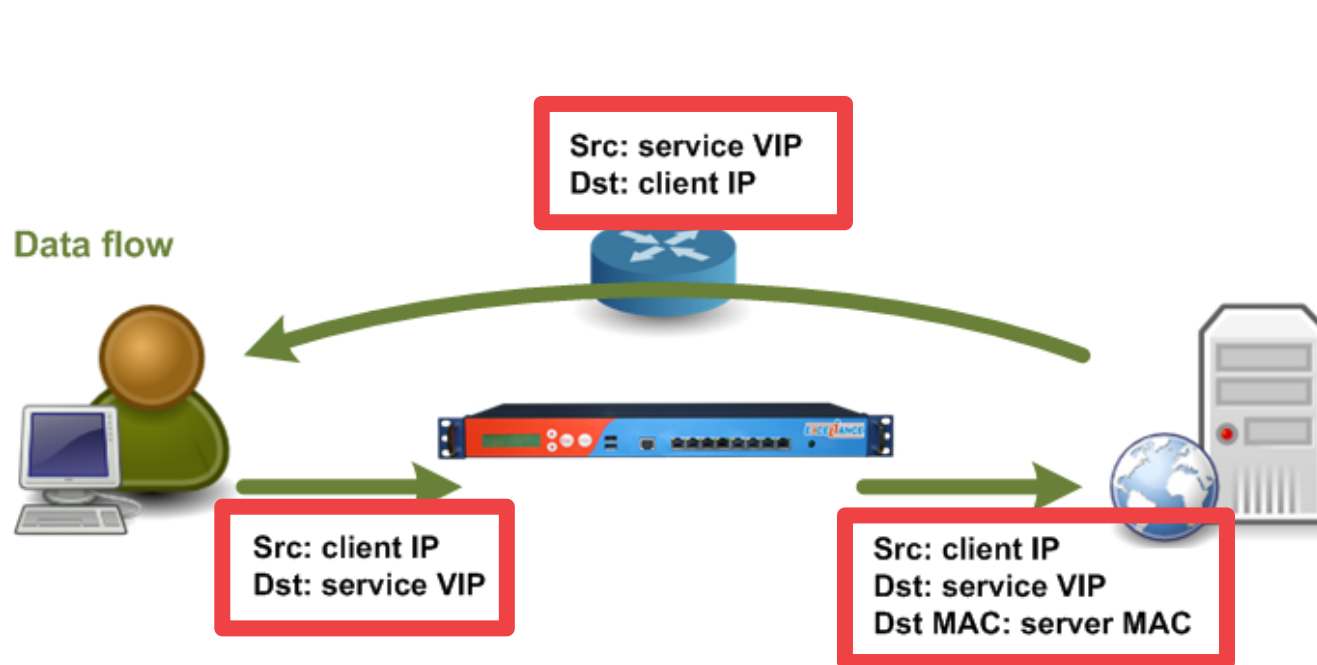 Src: service VIP
Dst: client IP
Data flow
EXCELIANCE
Src: client IP
Dst: service VIP
Src: client IP
Dst: service VIP
Dst MAC: server MAC